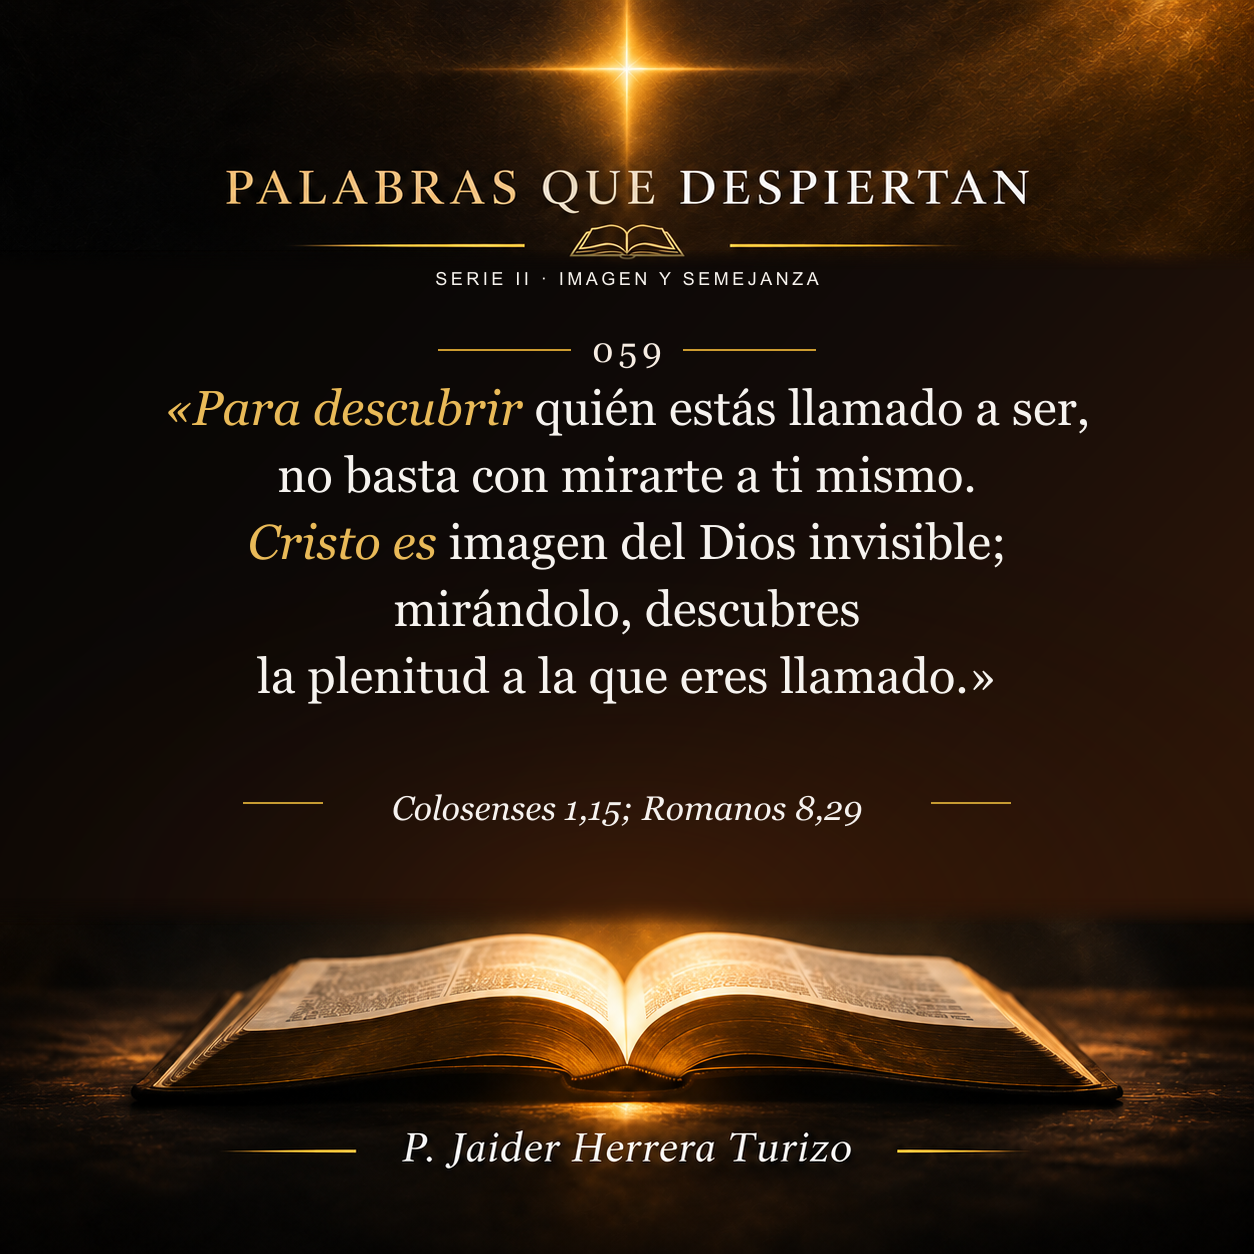 PALABRAS QUE DESPIERTAN
SERIE II · IMAGEN Y SEMEJANZA
059
«Para descubrir quién estás llamado a ser,
no basta con mirarte a ti mismo.
Cristo es imagen del Dios invisible;
mirándolo, descubres
la plenitud a la que eres llamado.»
Colosenses 1,15; Romanos 8,29
P. Jaider Herrera Turizo